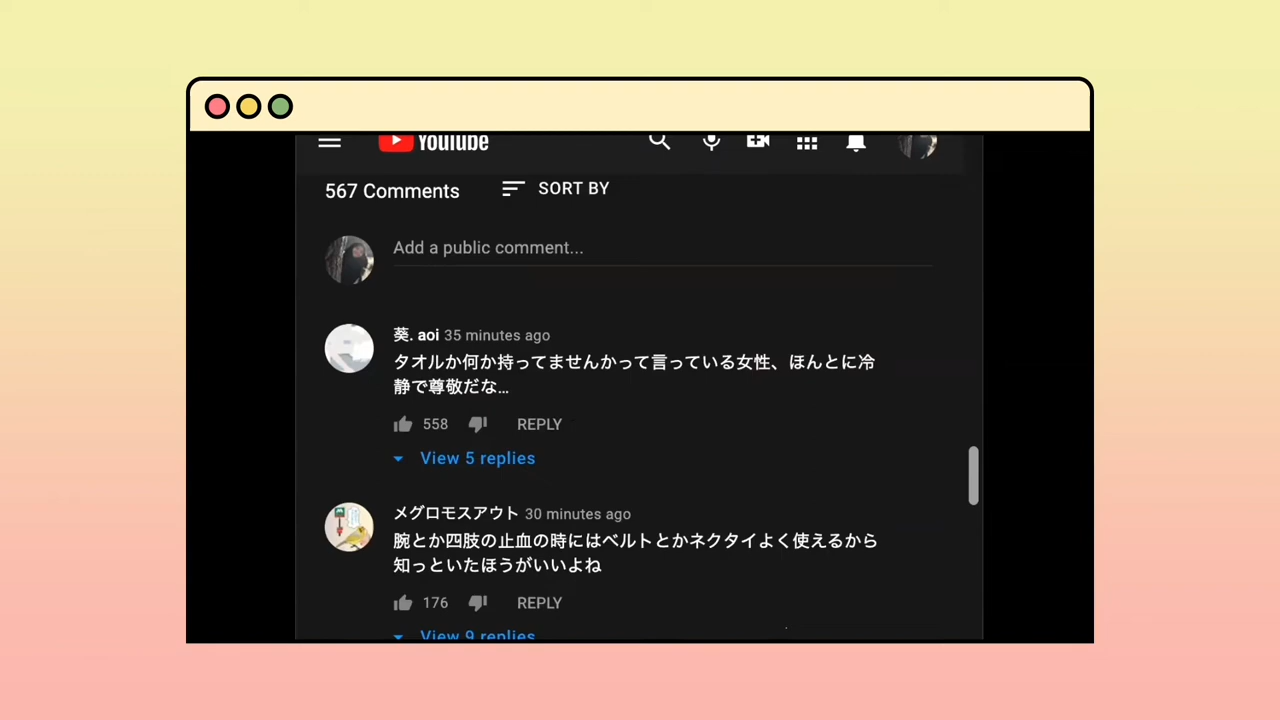 YouTube
567 Comments SORT BY
Add a public comment...
葵. aoi 35 minutes ago
タオルか何か持ってませんかって言っている女性、ほんとに冷
静で尊敬だな...
558 REPLY
View 5 replies
メグロモスアウト 30 minutes ago
腕とか四肢の止血の時にはベルトとかネクタイよく使えるから
知っといたほうがいいよね
176 REPLY
View 9 replies